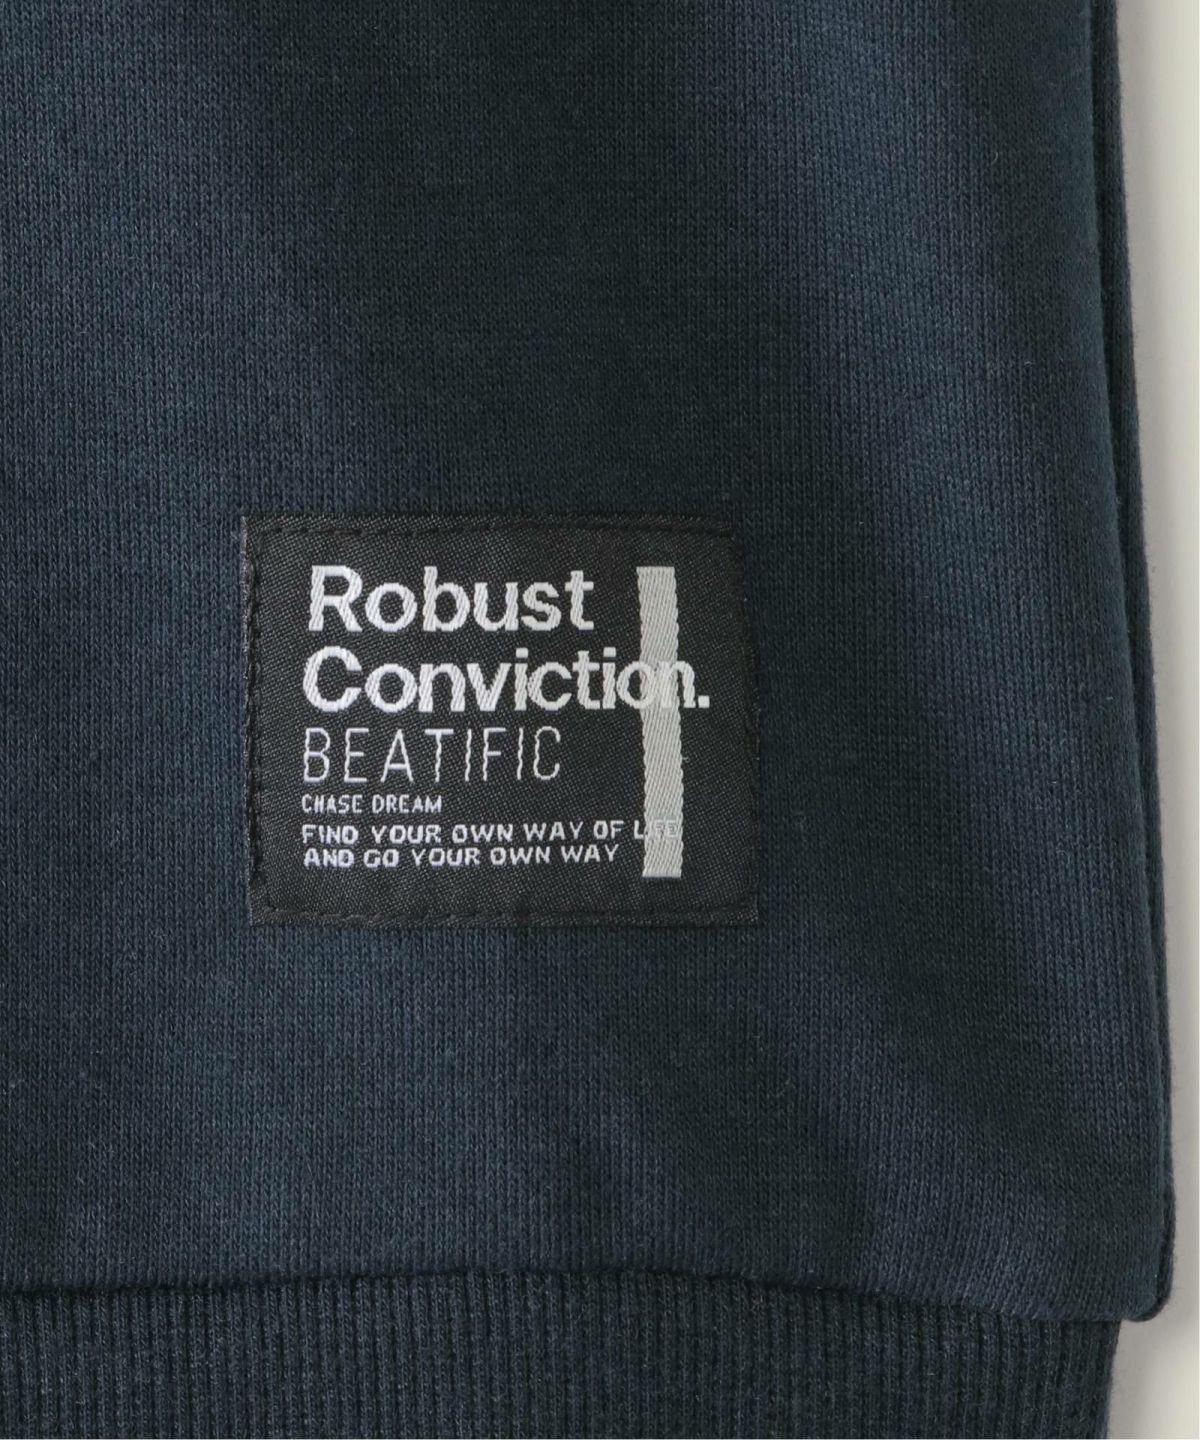 Robust
Conviction.
BEATIFIC
CHASE DREAM
FIND YOUR OWN WAY OF LIFE
AND GO YOUR OWN WAY